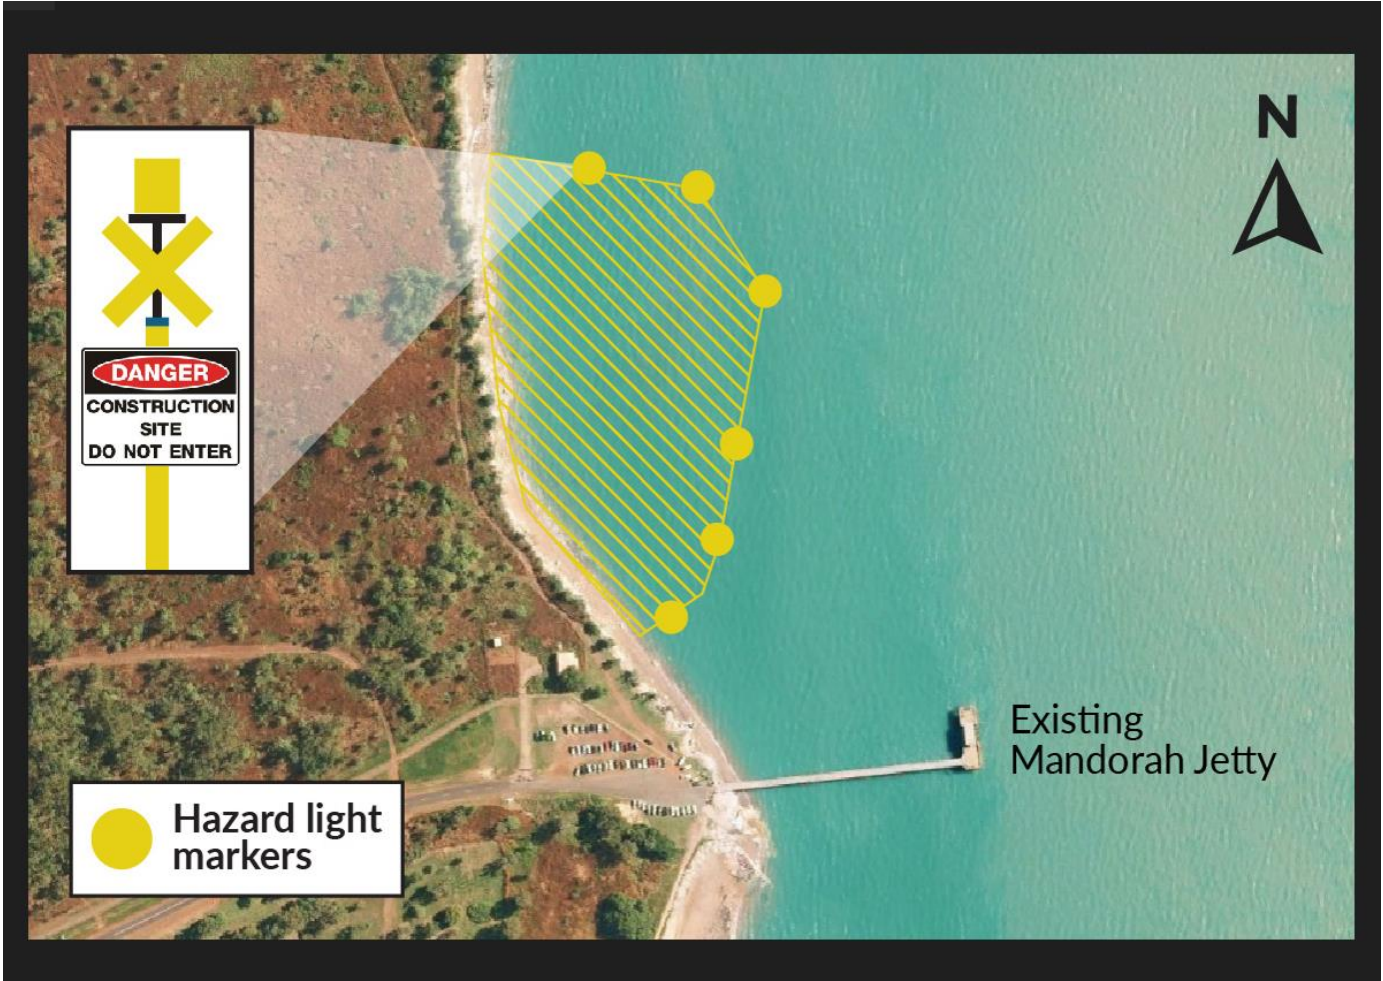 N
DANGER
CONSTRUCTION
SITE
DO NOT ENTER
Existing
Mandorah Jetty
Hazard light
markers